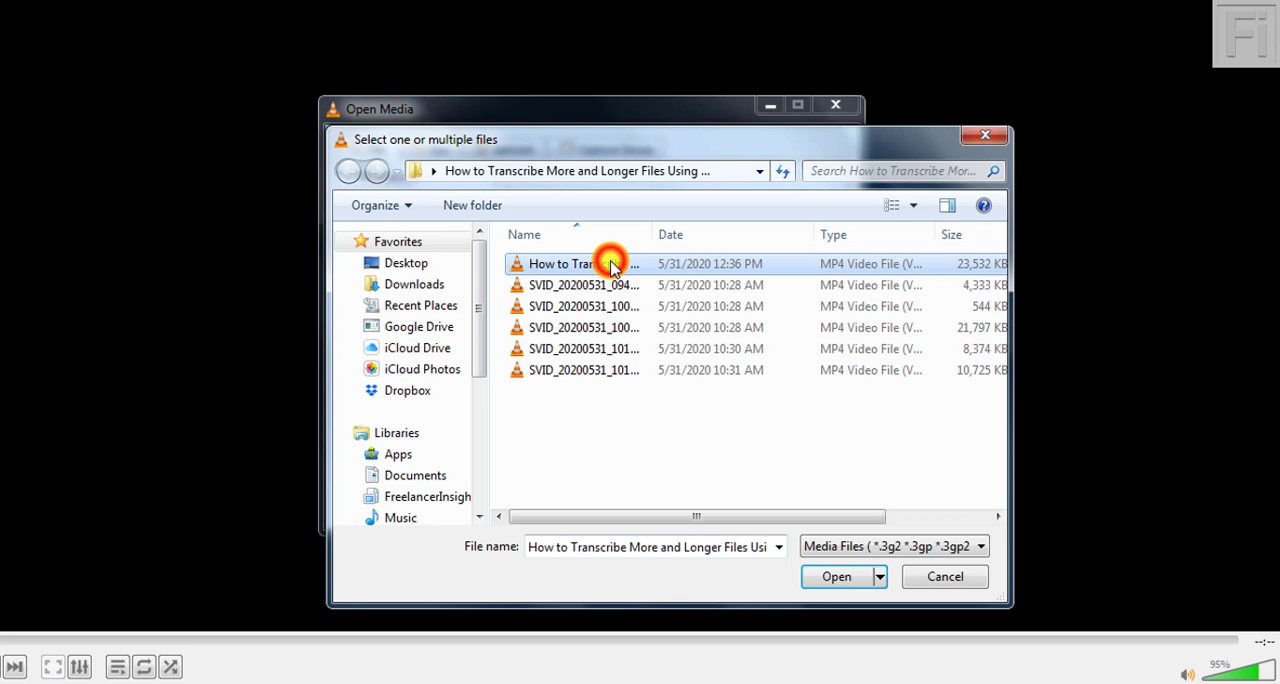 Fi
Open Media
Select one or multiple files
How to Transcribe More and Longer Files Using ...
Search How to Transcribe Mor...
Organize
New folder
Name Date Type Size
Favorites
Desktop
Downloads
Recent Places
Google Drive
iCloud Drive
iCloud Photos
Dropbox
Libraries
Apps
Documents
FreelancerInsigh
Music
How to Tran ... 5/31/2020 12:36 PM MP4 Video File (V... 23,532 KB
SVID_20200531_094... 5/31/2020 10:28 AM MP4 Video File (V... 4,333 KB
SVID_20200531_100... 5/31/2020 10:28 AM MP4 Video File (V... 544 KB
SVID_20200531_100... 5/31/2020 10:28 AM MP4 Video File (V... 21,797 KB
SVID_20200531_101... 5/31/2020 10:30 AM MP4 Video File (V... 8,374 KB
SVID_20200531_101... 5/31/2020 10:31 AM MP4 Video File (V... 10,725 KB
File name: How to Transcribe More and Longer Files Usi
Media Files ( *.3g2 *.3gp *.3gp2
Open
Cancel
--:--
95%